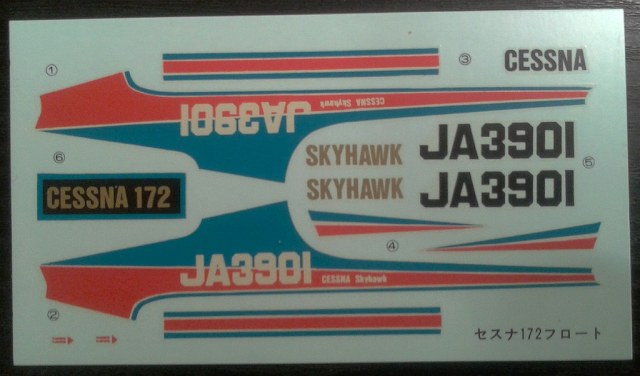 ①
③
CESSNA
CESSNA Skyhawk
JA3901
⑥
SKYHAWK
JA3901
⑤
CESSNA 172
SKYHAWK
JA3901
④
JA3901
CESSNA Skyhawk
②
セスナ172フロート